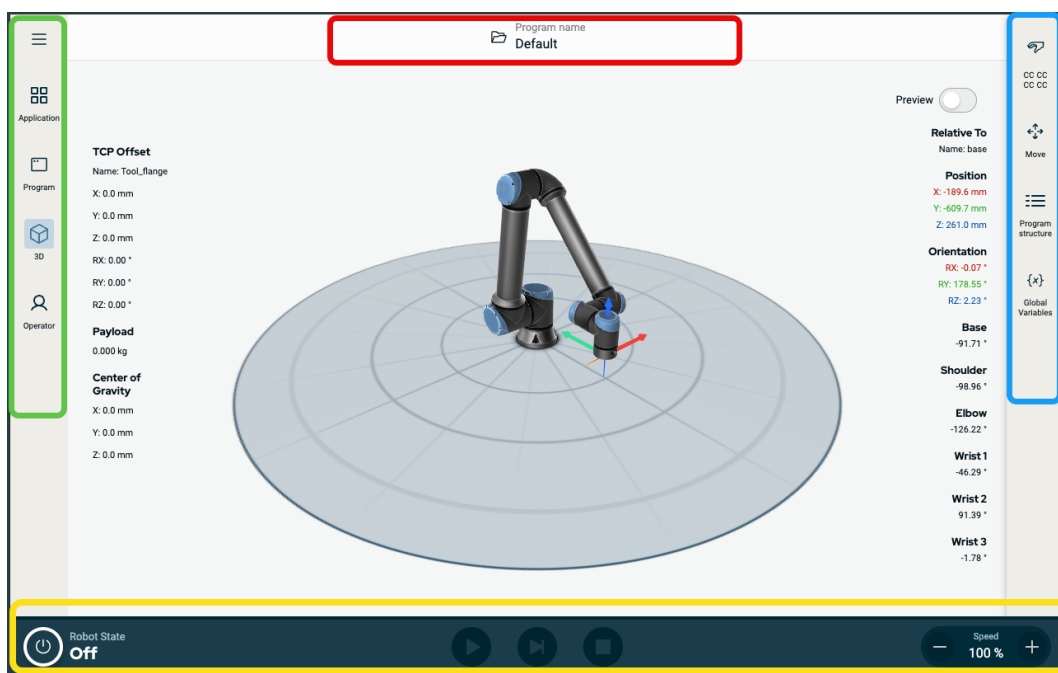 Program name
Default
Application
Program
3D
Operator
TCP Offset
Name: Tool_flange
X: 0.0 mm
Y: 0.0 mm
Z: 0.0 mm
RX: 0.00 °
RY: 0.00 °
RZ: 0.00 °
Payload
0.000 kg
Center of
Gravity
X: 0.0 mm
Y: 0.0 mm
Z: 0.0 mm
Preview
Relative To
Name: base
Position
X: -189.6 mm
Y: -609.7 mm
Z: 261.0 mm
Orientation
RX: -0.07 °
RY: 178.55 °
RZ: 2.23 °
Base
-91.71 °
Shoulder
-98.96 °
Elbow
-126.22 °
Wrist 1
-46.29 °
Wrist 2
91.39 °
Wrist 3
-1.78 °
CC CC
CC CC
Move
Program
structure
{x}
Global
Variables
Robot State
Off
Speed
100 %